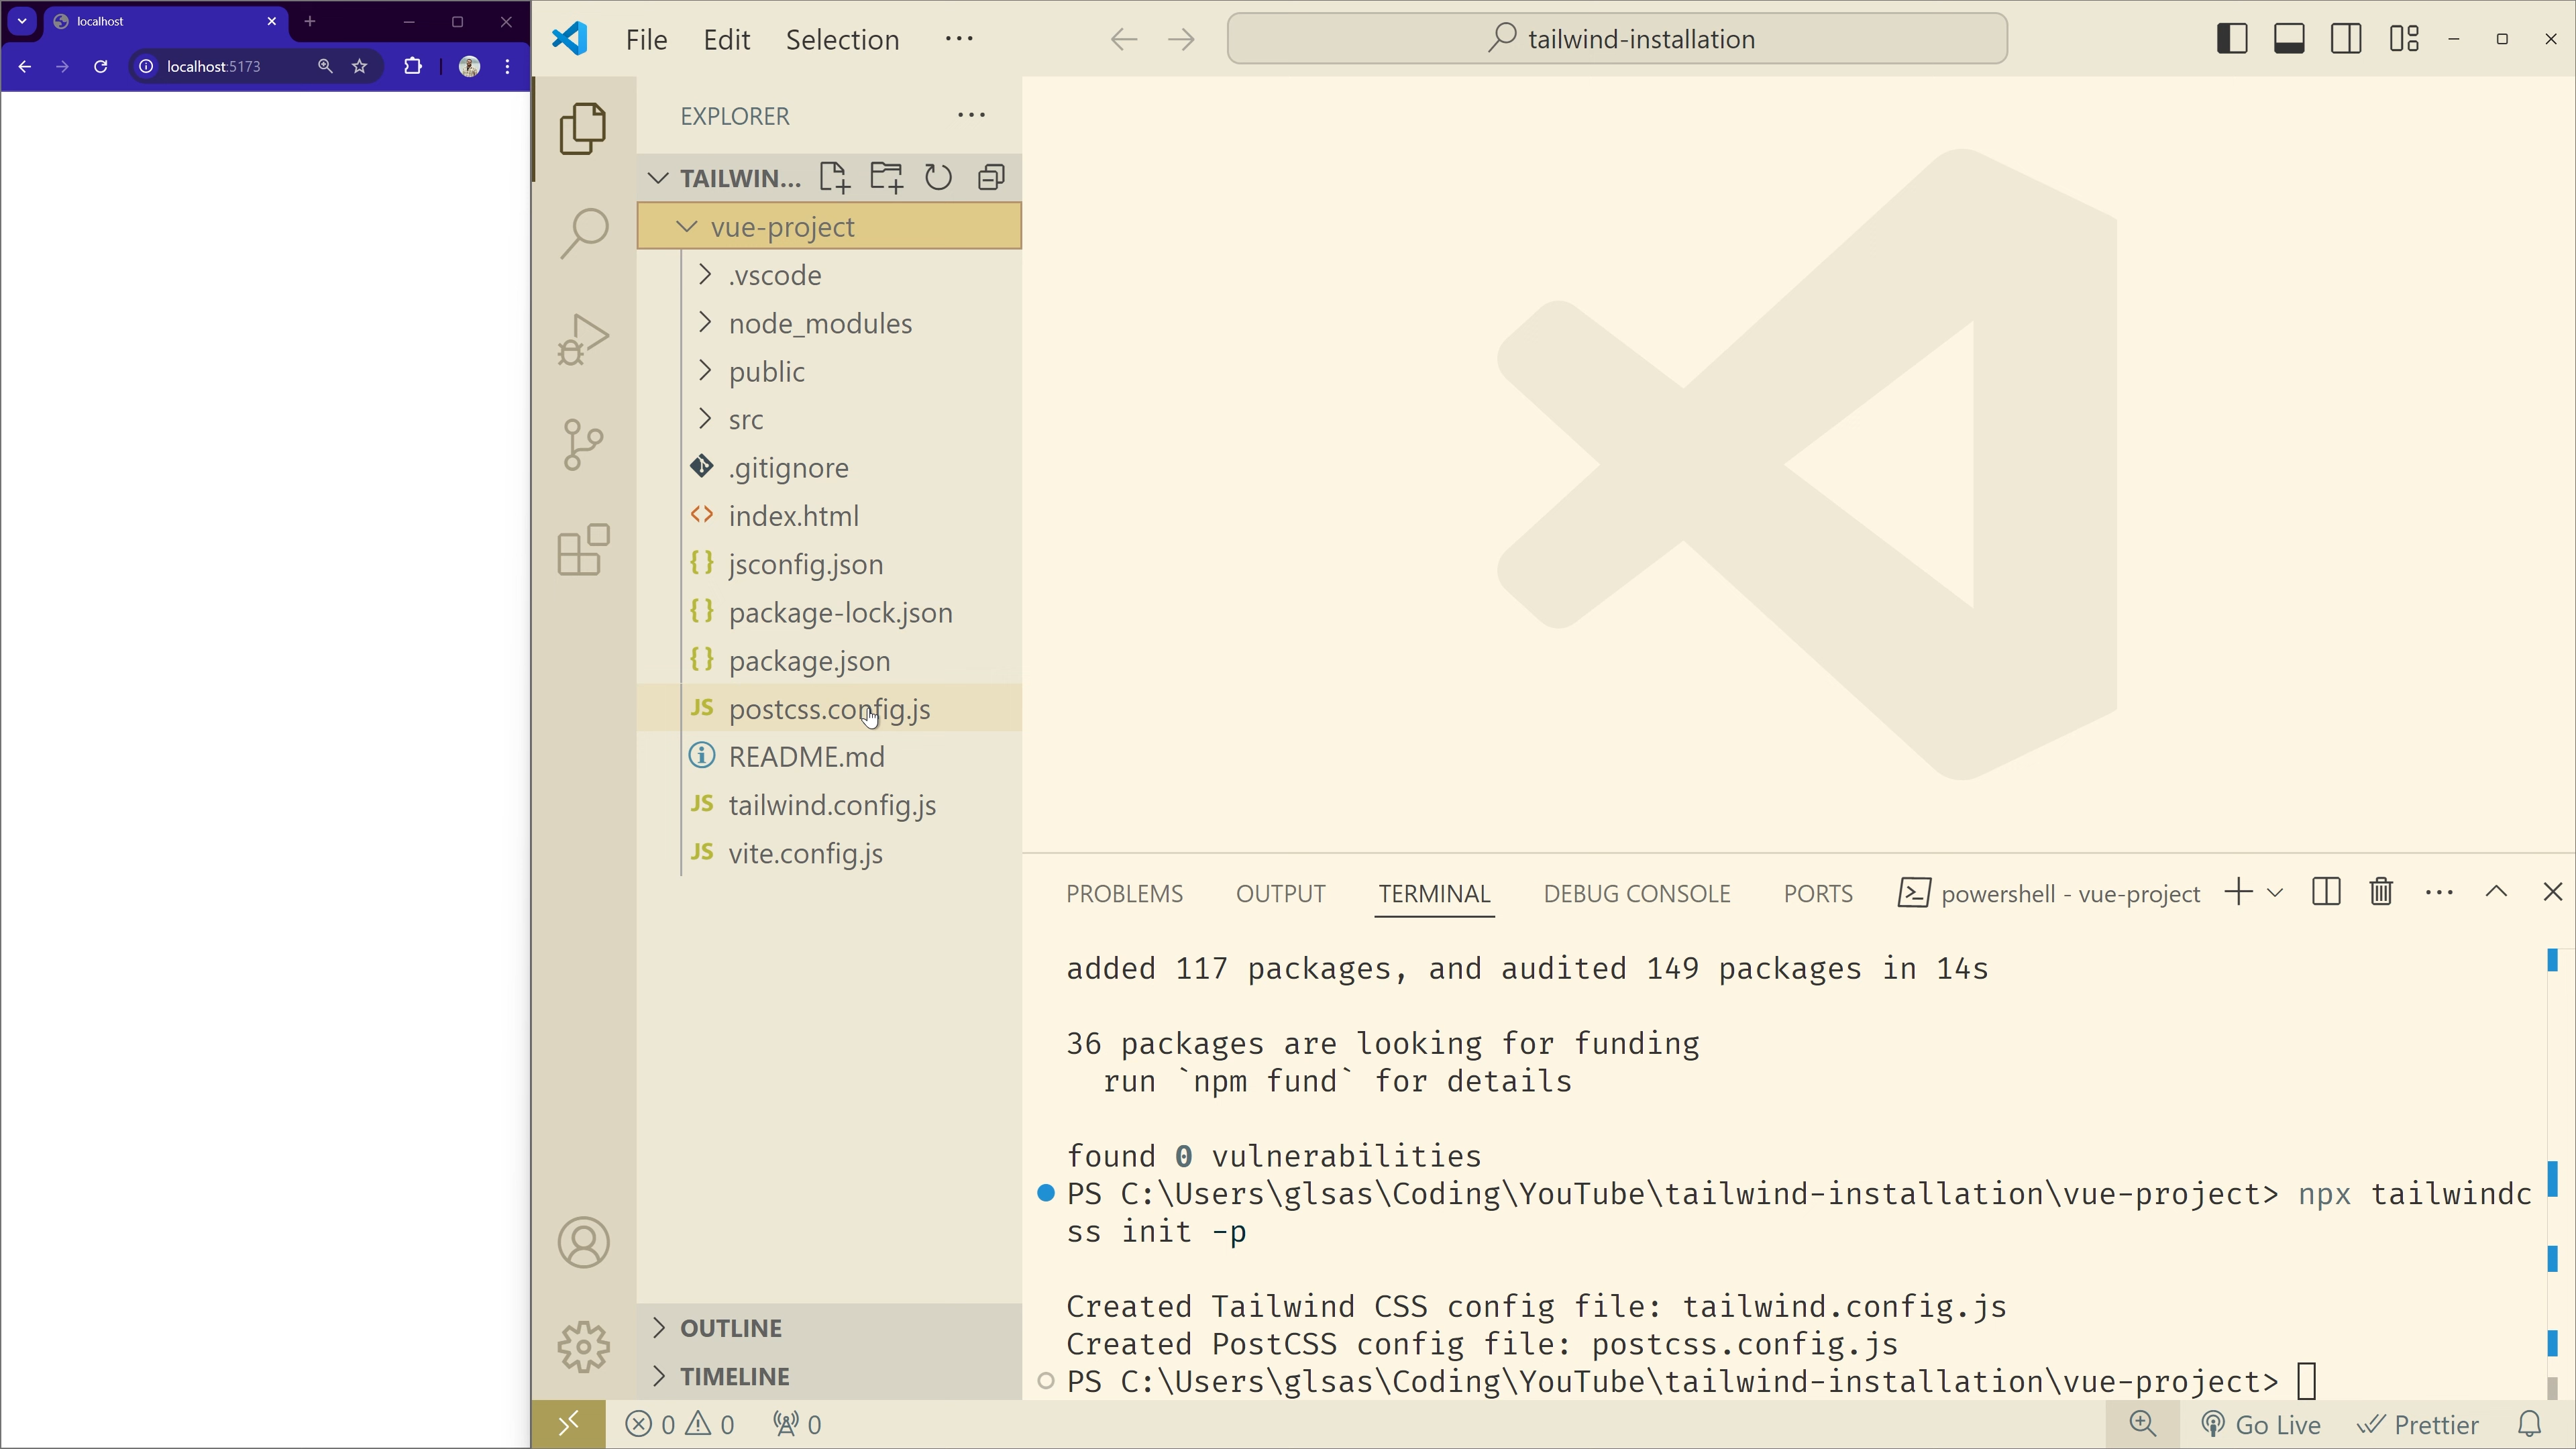 localhost
localhost:5173
File Edit Selection ···
tailwind-installation
EXPLORER
TAILWIN...
vue-project
.vscode
node_modules
public
src
.gitignore
index.html
jsconfig.json
package-lock.json
package.json
JS postcss.config.js
README.md
JS tailwind.config.js
JS vite.config.js
OUTLINE
TIMELINE
PROBLEMS OUTPUT TERMINAL DEBUG CONSOLE PORTS powershell - vue-project
added 117 packages, and audited 149 packages in 14s
36 packages are looking for funding
run `npm fund` for details
found 0 vulnerabilities
PS C:\Users\glsas\Coding\YouTube\tailwind-installation\vue-project> npx tailwindc
ss init -p
Created Tailwind CSS config file: tailwind.config.js
Created PostCSS config file: postcss.config.js
PS C:\Users\glsas\Coding\YouTube\tailwind-installation\vue-project>
0 0 0 Go Live Prettier